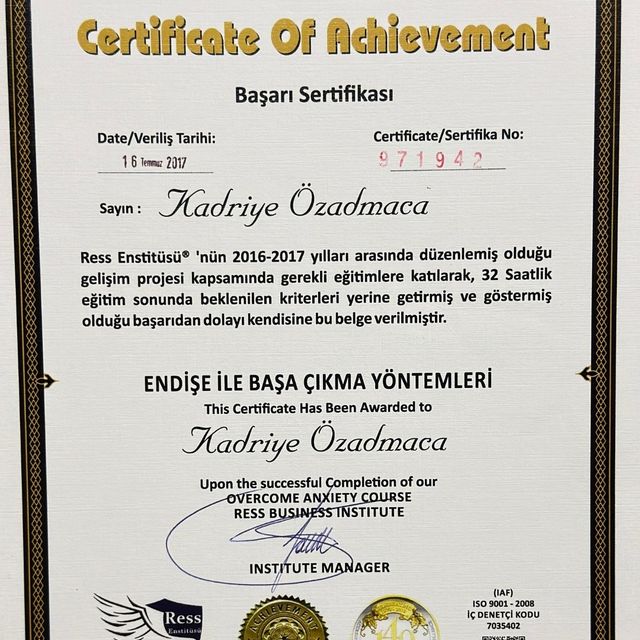 Certificate Of Achievement
Başarı Sertifikası
Date/Veriliş Tarihi:
16 Temmuz 2017
Certificate/Sertifika No:
971942
Sayın : Kadriye Özadmaca
Ress Enstitüsü® 'nün 2016-2017 yılları arasında düzenlemiş olduğu
gelişim projesi kapsamında gerekli eğitimlere katılarak, 32 Saatlik
eğitim sonunda beklenilen kriterleri yerine getirmiş ve göstermiş
olduğu başarıdan dolayı kendisine bu belge verilmiştir.
ENDİŞE İLE BAŞA ÇIKMA YÖNTEMLERİ
This Certificate Has Been Awarded to
Kadriye Özadmaca
Upon the successful Completion of our
OVERCOME ANXIETY COURSE
RESS BUSINESS INSTITUTE
INSTITUTE MANAGER
Ress
Enstitüsü
ACHIEVEMENT
(IAF)
ISO 9001 - 2008
İÇ DENETÇİ KODU
7035402